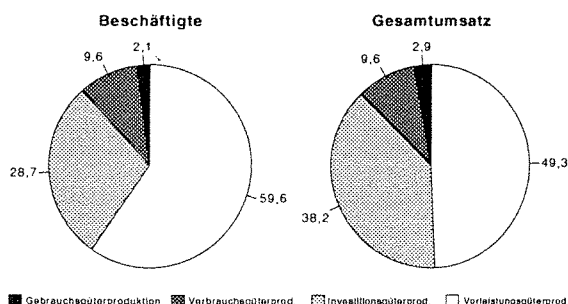 Beschäftigte
Gesamtumsatz
2,1
9,6
28,7
59,6
2,9
9,6
38,2
49,3
Gebrauchsgüterproduktion Verbrauchsgüterprod. Investitionsgüterprod. Vorleistungsgüterprod.